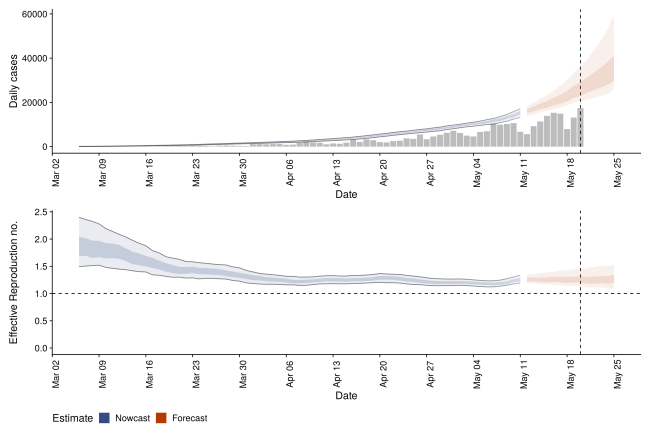 60000
40000
20000
0
Daily cases
Mar 02 Mar 09 Mar 16 Mar 23 Mar 30 Apr 06 Apr 13 Apr 20 Apr 27 May 04 May 11 May 18 May 25
Date
2.5
2.0
1.5
1.0
0.5
0.0
Effective Reproduction no.
Mar 02 Mar 09 Mar 16 Mar 23 Mar 30 Apr 06 Apr 13 Apr 20 Apr 27 May 04 May 11 May 18 May 25
Date
Estimate Nowcast Forecast